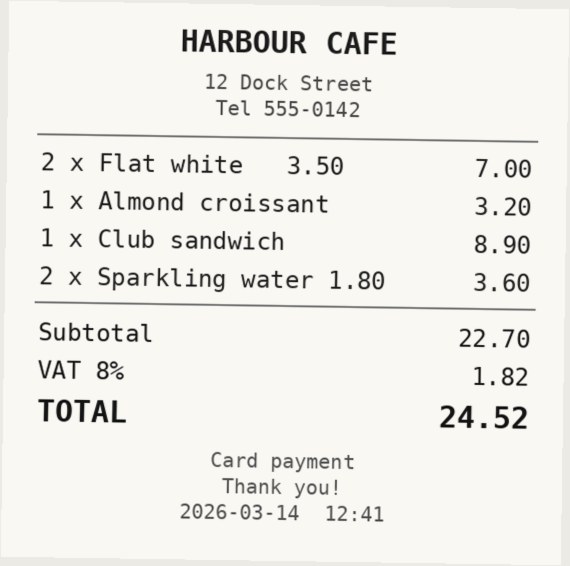 HARBOUR CAFE
12 Dock Street
Tel 555-0142
2 x Flat white 3.50 7.00
1 x Almond croissant 3.20
1 x Club sandwich 8.90
2 x Sparkling water 1.80 3.60
Subtotal 22.70
VAT 8% 1.82
TOTAL 24.52
Card payment
Thank you!
2026-03-14 12:41